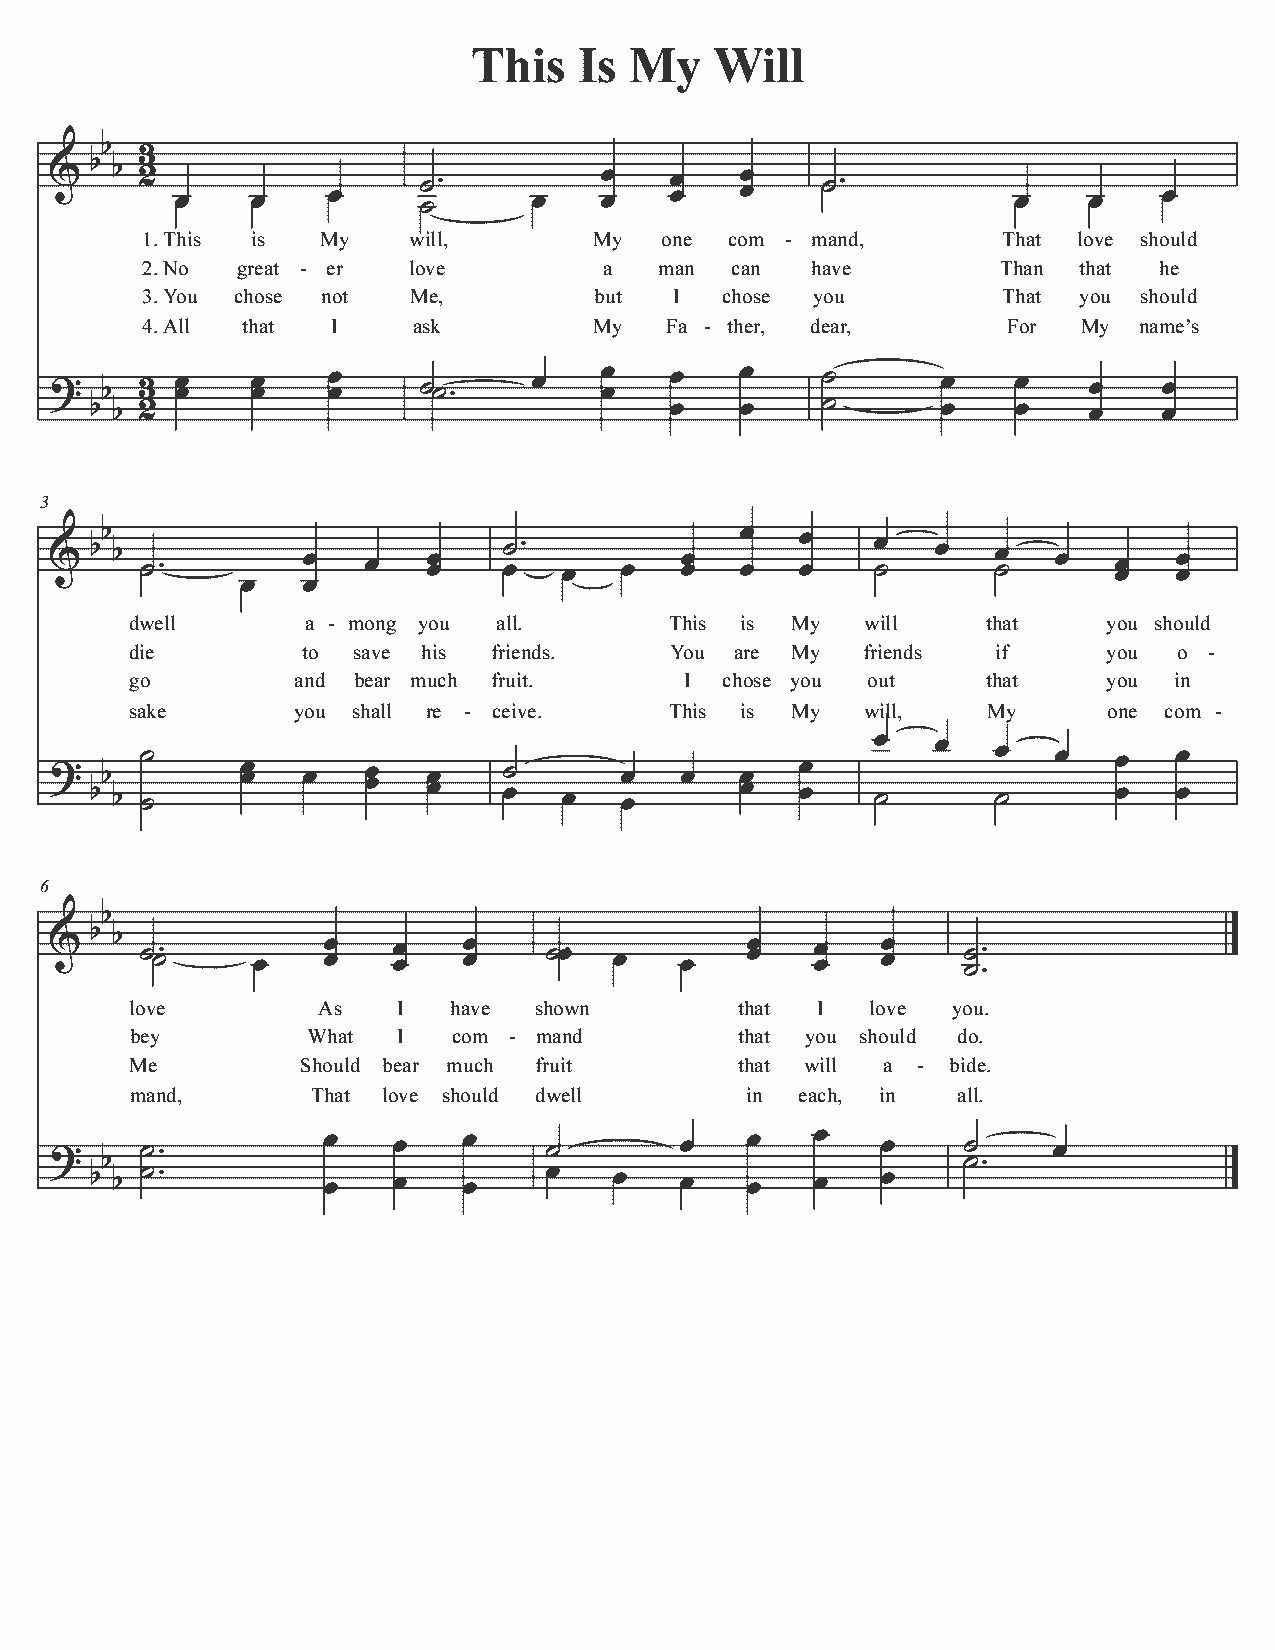 This Is My Will
3
2
1. This is My will, My one com - mand, That love should
2. No great - er love a man can have Than that he
3. You chose not Me, but I chose you That you should
4. All that I ask My Fa - ther, dear, For My name’s
3
2
3
dwell a - mong you all. This is My will that you should
die to save his friends. You are My friends if you o -
go and bear much fruit. I chose you out that you in
sake you shall re - ceive. This is My will, My one com -
6
love As I have shown that I love you.
bey What I com - mand that you should do.
Me Should bear much fruit that will a - bide.
mand, That love should dwell in each, in all.